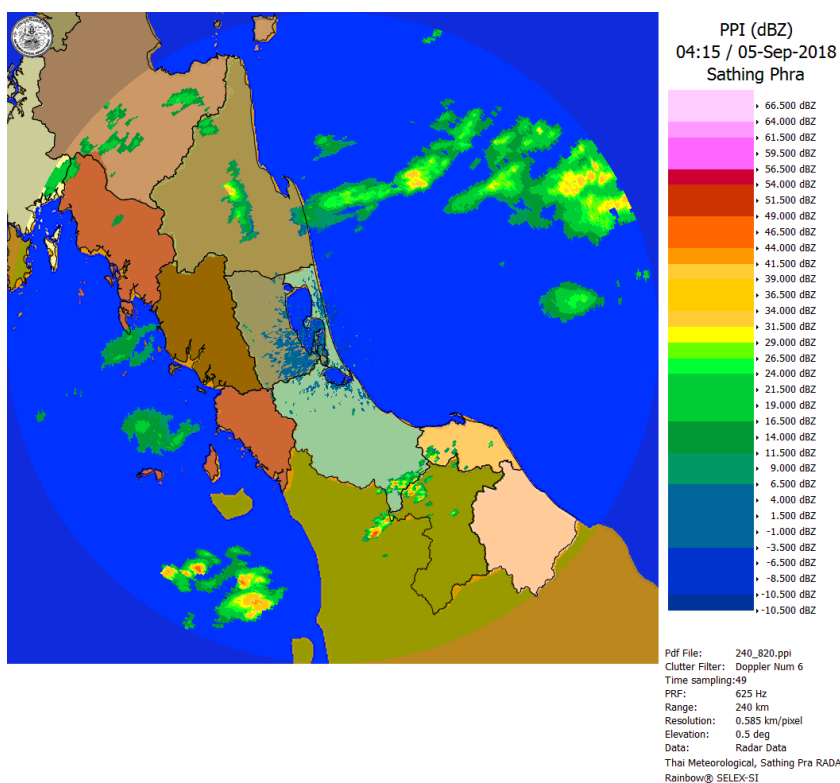 PPI (dBZ)
04:15 / 05-Sep-2018
Sathing Phra
66.500 dBZ
64.000 dBZ
61.500 dBZ
59.500 dBZ
56.500 dBZ
54.000 dBZ
51.500 dBZ
49.000 dBZ
46.500 dBZ
44.000 dBZ
41.500 dBZ
39.000 dBZ
36.500 dBZ
34.000 dBZ
31.500 dBZ
29.000 dBZ
26.500 dBZ
24.000 dBZ
21.500 dBZ
19.000 dBZ
16.500 dBZ
14.000 dBZ
11.500 dBZ
9.000 dBZ
6.500 dBZ
4.000 dBZ
1.500 dBZ
-1.000 dBZ
-3.500 dBZ
-6.500 dBZ
-8.500 dBZ
-10.500 dBZ
-10.500 dBZ
Pdf File: 240_820.ppi
Clutter Filter: Doppler Num 6
Time sampling:49
PRF: 625 Hz
Range: 240 km
Resolution: 0.585 km/pixel
Elevation: 0.5 deg
Data: Radar Data
Thai Meteorological, Sathing Pra RADA
Rainbow® SELEX-SI